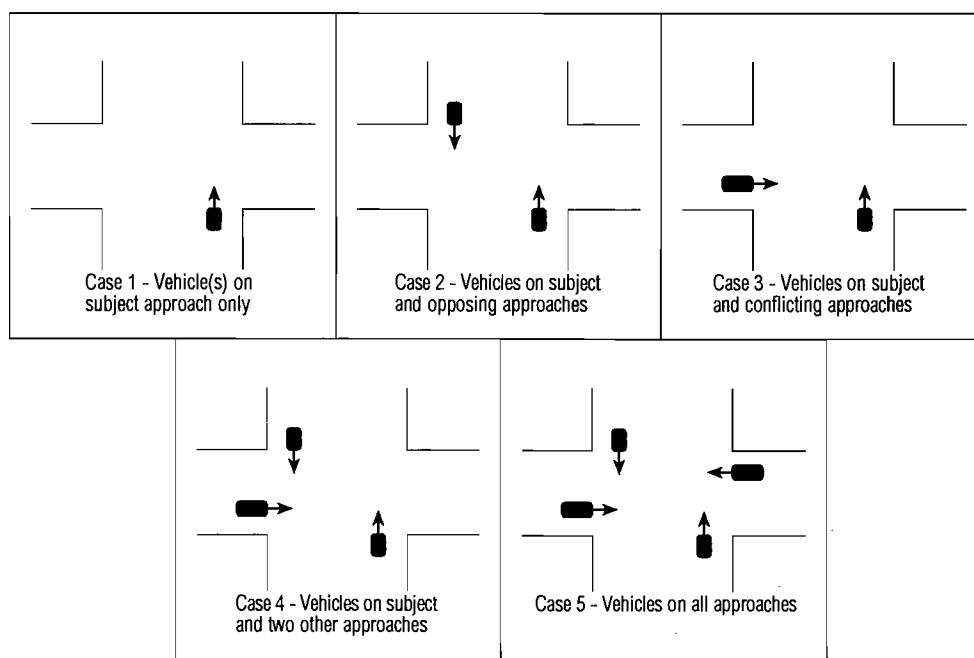 Case 1 - Vehicle(s) on
subject approach only
Case 2 - Vehicles on subject
and opposing approaches
Case 3 - Vehicles on subject
and conflicting approaches
Case 4 - Vehicles on subject
and two other approaches
Case 5 - Vehicles on all approaches